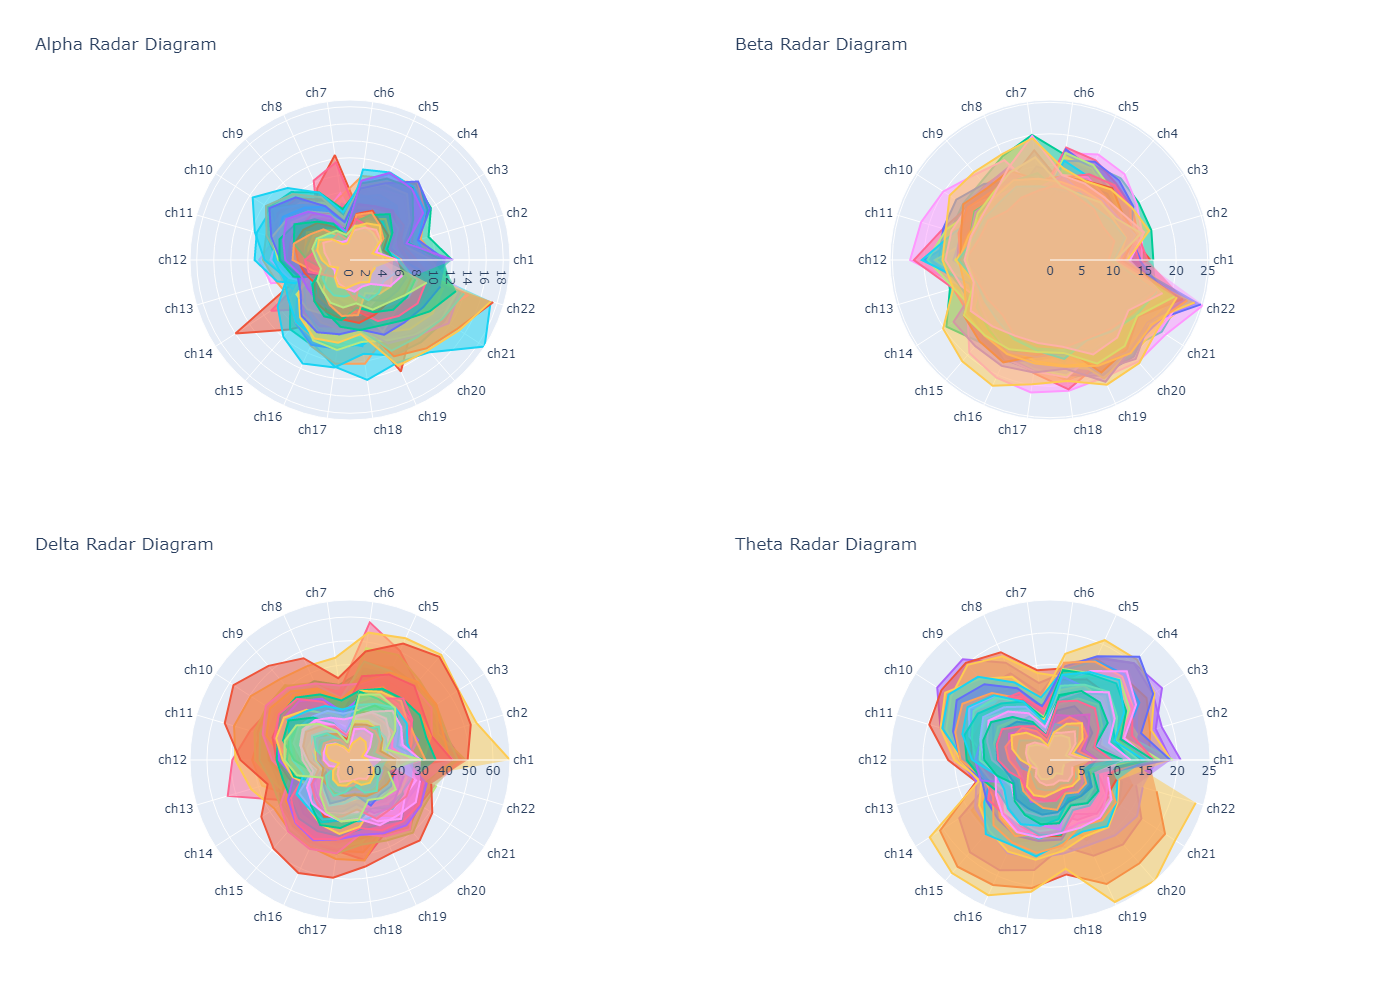 Alpha Radar Diagram
ch1
ch2
ch3
ch4
ch5
ch6
ch7
ch8
ch9
ch10
ch11
ch12
ch13
ch14
ch15
ch16
ch17
ch18
ch19
ch20
ch21
ch22
0 2 4 6 8 10 12 14 16 18
Beta Radar Diagram
ch1
ch2
ch3
ch4
ch5
ch6
ch7
ch8
ch9
ch10
ch11
ch12
ch13
ch14
ch15
ch16
ch17
ch18
ch19
ch20
ch21
ch22
0 5 10 15 20 25
Delta Radar Diagram
ch1
ch2
ch3
ch4
ch5
ch6
ch7
ch8
ch9
ch10
ch11
ch12
ch13
ch14
ch15
ch16
ch17
ch18
ch19
ch20
ch21
ch22
0 10 20 30 40 50 60
Theta Radar Diagram
ch1
ch2
ch3
ch4
ch5
ch6
ch7
ch8
ch9
ch10
ch11
ch12
ch13
ch14
ch15
ch16
ch17
ch18
ch19
ch20
ch21
ch22
0 5 10 15 20 25